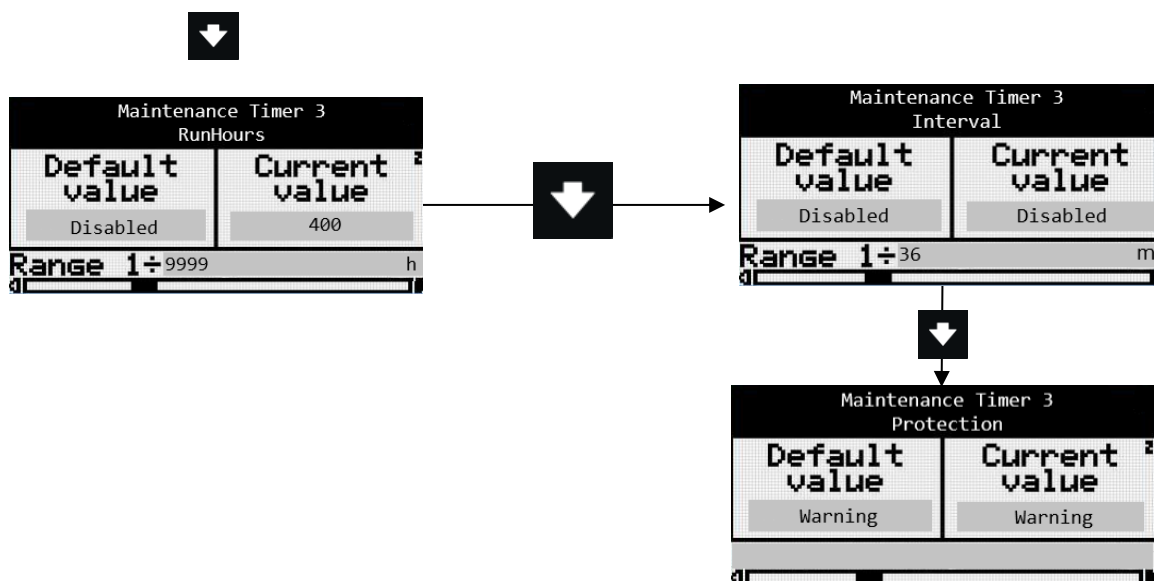 Maintenance Timer 3
RunHours
Default value
Current value
Disabled
400
Range 1÷9999 h
Maintenance Timer 3
Interval
Default value
Current value
Disabled
Disabled
Range 1÷36 m
Maintenance Timer 3
Protection
Default value
Current value
Warning
Warning